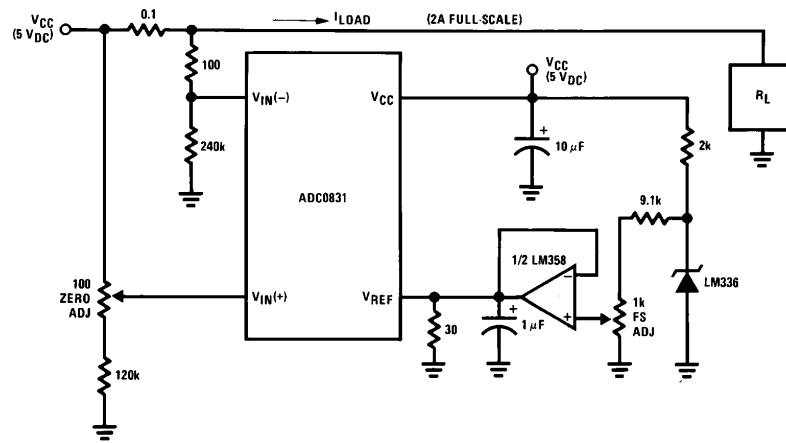 VCC
(5 VDC)
0.1
ILOAD
(2A FULL-SCALE)
100
VIN(−)
VCC
VCC
(5 VDC)
RL
+
10 μF
2k
240k
ADC0831
9.1k
1/2 LM358
−
LM336
100
ZERO
ADJ
VIN(+)
VREF
30
+
1 μF
+
1k
FS
ADJ
120k